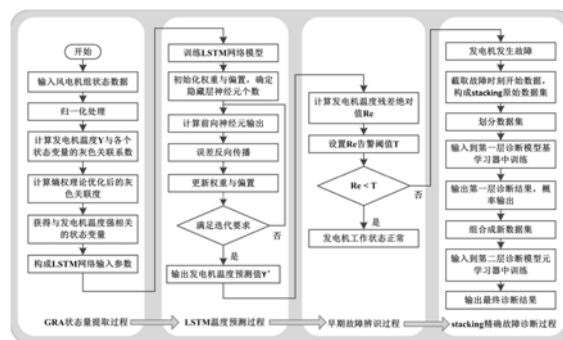 开始
输入风电机组状态数据
归一化处理
计算发电机温度Y与各个
状态变量的灰色关联系数
计算熵权理论优化后的灰
色关联度
获得与发电机温度强相关
的状态变量
构成LSTM网络输入参数
GRA状态量提取过程
训练LSTM网络模型
初始化权重与偏置，确定
隐藏层神经元个数
计算前向神经元输出
误差反向传播
更新权重与偏置
满足迭代要求
否
是
输出发电机温度预测值Y'
LSTM温度预测过程
计算发电机温度残差绝对
值Re
设置Re告警阈值T
Re < T
否
是
发电机工作状态正常
早期故障辨识过程
发电机发生故障
截取故障时刻开始数据，
构成stacking原始数据集
划分数据集
输入到第一层诊断模型基
学习器中训练
输出第一层诊断结果，概
率输出
组合成新数据集
输入到第二层诊断模型元
学习器中训练
输出最终诊断结果
stacking精确故障诊断过程